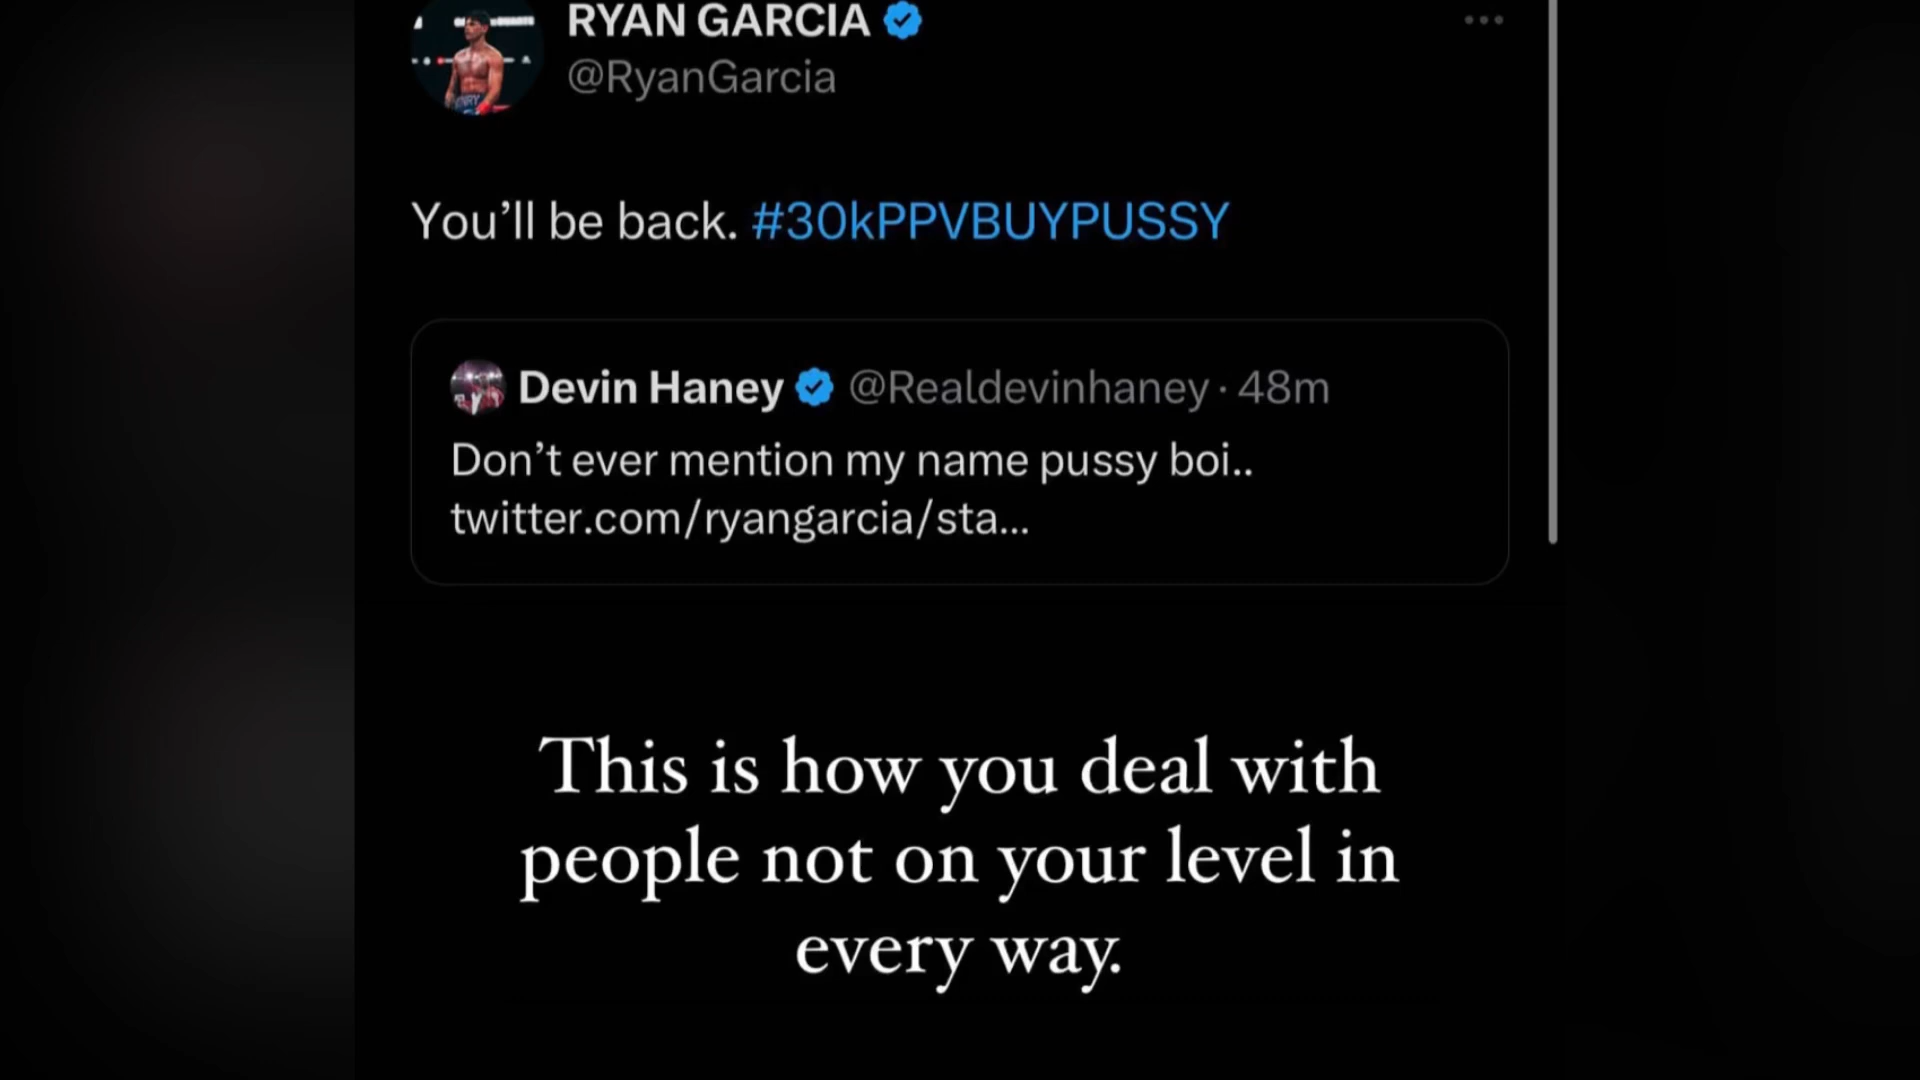 RYAN GARCIA
@RyanGarcia
You’ll be back. #30kPPVBUYPUSSY
Devin Haney @Realdevinhaney · 48m
Don’t ever mention my name pussy boi..
twitter.com/ryangarcia/sta...
This is how you deal with
people not on your level in
every way.